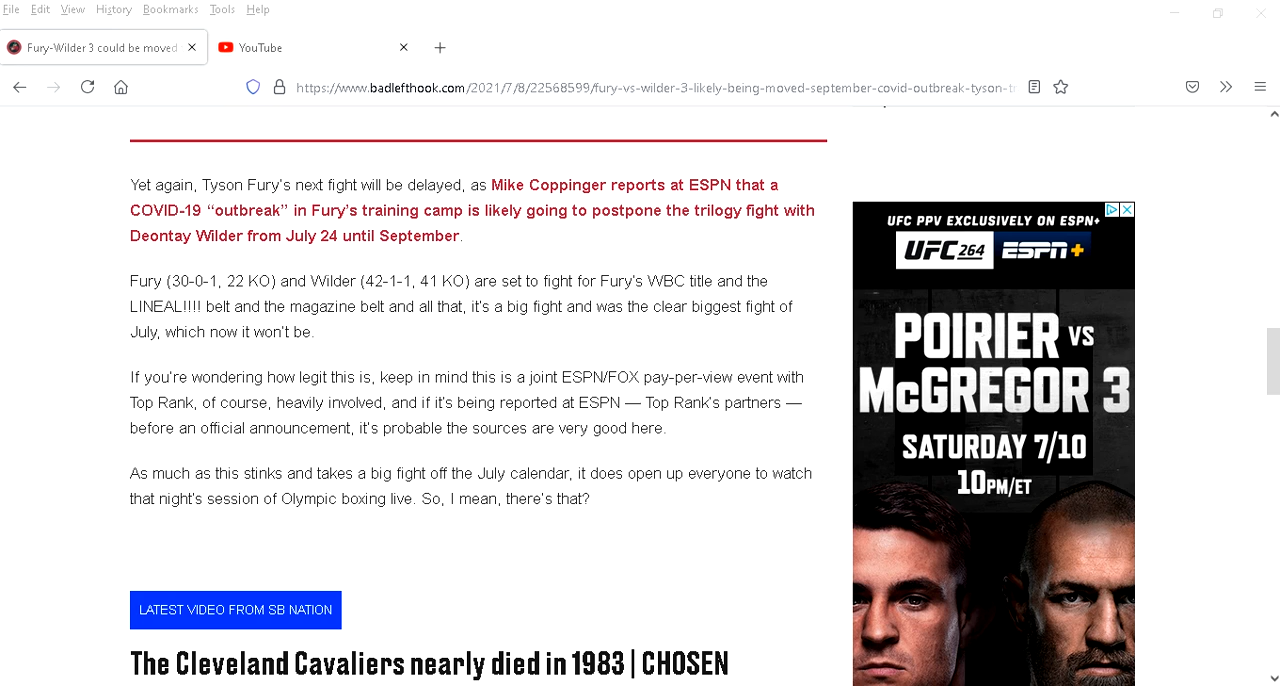 File Edit View History Bookmarks Tools Help
Fury-Wilder 3 could be moved
YouTube
https://www.badlefthook.com/2021/7/8/22568599/fury-vs-wilder-3-likely-being-moved-september-covid-outbreak-tyson-tr
Yet again, Tyson Fury's next fight will be delayed, as Mike Coppinger reports at ESPN that a
COVID-19 “outbreak” in Fury's training camp is likely going to postpone the trilogy fight with
Deontay Wilder from July 24 until September.
Fury (30-0-1, 22 KO) and Wilder (42-1-1, 41 KO) are set to fight for Fury's WBC title and the
LINEAL!!!! belt and the magazine belt and all that, it's a big fight and was the clear biggest fight of
July, which now it won't be.
If you're wondering how legit this is, keep in mind this is a joint ESPN/FOX pay-per-view event with
Top Rank, of course, heavily involved, and if it's being reported at ESPN — Top Rank's partners —
before an official announcement, it's probable the sources are very good here.
As much as this stinks and takes a big fight off the July calendar, it does open up everyone to watch
that night's session of Olympic boxing live. So, I mean, there's that?
LATEST VIDEO FROM SB NATION
The Cleveland Cavaliers nearly died in 1983 | CHOSEN
UFC PPV EXCLUSIVELY ON ESPN+
UFC 264 ESPN+
POIRIER VS
McGREGOR 3
SATURDAY 7/10
10PM/ET